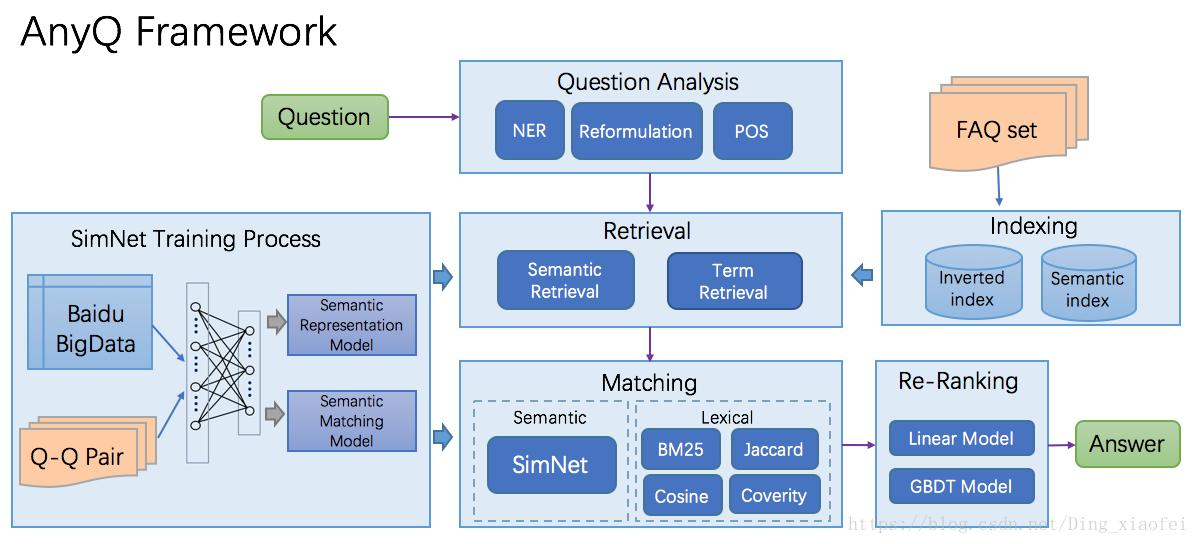 AnyQ Framework
Question
Question Analysis
NER
Reformulation
POS
FAQ set
SimNet Training Process
Baidu
BigData
Q-Q Pair
Semantic
Representation
Model
Semantic
Matching
Model
Retrieval
Semantic
Retrieval
Term
Retrieval
Indexing
Inverted
index
Semantic
index
Matching
Semantic
SimNet
Lexical
BM25
Jaccard
Cosine
Coverity
Re-Ranking
Linear Model
GBDT Model
Answer
https://blog.csdn.net/Ding_xiaofei